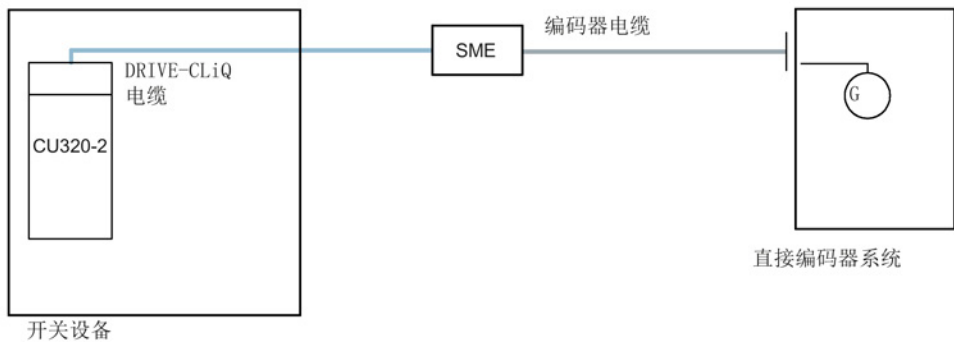 编码器电缆
SME
DRIVE-CLiQ
电缆
CU320-2
G
直接编码器系统
开关设备